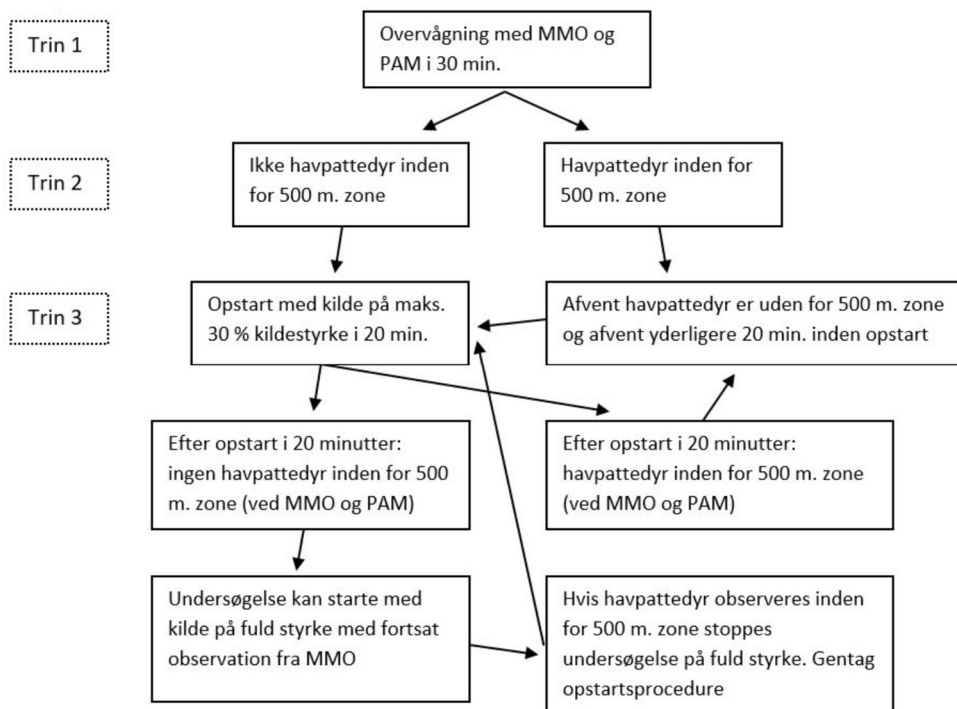 Trin 1
Overvågning med MMO og
PAM i 30 min.
Trin 2
Ikke havpattedyr inden
for 500 m. zone
Havpattedyr inden for
500 m. zone
Trin 3
Opstart med kilde på maks.
30 % kildestyrke i 20 min.
Afvent havpattedyr er uden for 500 m. zone
og afvent yderligere 20 min. inden opstart
Efter opstart i 20 minutter:
ingen havpattedyr inden for 500
m. zone (ved MMO og PAM)
Efter opstart i 20 minutter:
havpattedyr inden for 500 m. zone
(ved MMO og PAM)
Undersøgelse kan starte med
kilde på fuld styrke med fortsat
observation fra MMO
Hvis havpattedyr observeres inden
for 500 m. zone stoppes
undersøgelse på fuld styrke. Gentag
opstartsprocedure